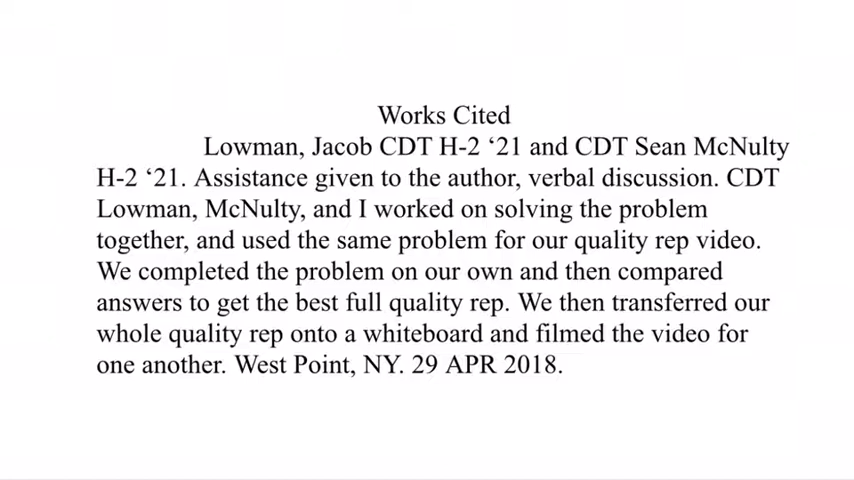 Works Cited
Lowman, Jacob CDT H-2 ‘21 and CDT Sean McNulty
H-2 ‘21. Assistance given to the author, verbal discussion. CDT
Lowman, McNulty, and I worked on solving the problem
together, and used the same problem for our quality rep video.
We completed the problem on our own and then compared
answers to get the best full quality rep. We then transferred our
whole quality rep onto a whiteboard and filmed the video for
one another. West Point, NY. 29 APR 2018.